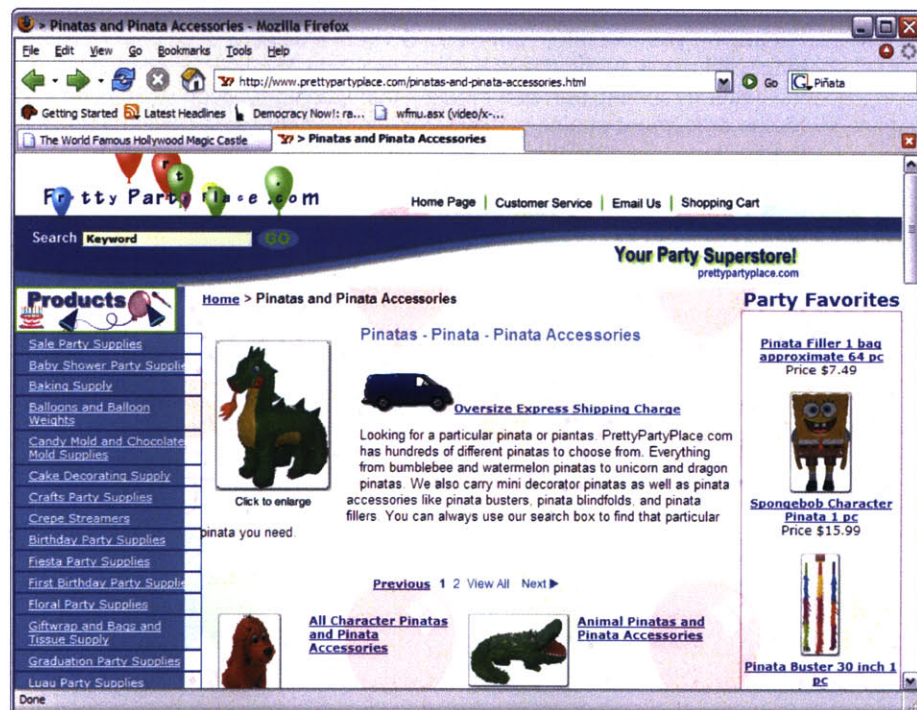 > Pinatas and Pinata Accessories - Mozilla Firefox
File Edit View Go Bookmarks Tools Help
http://www.prettypartyplace.com/pinatas-and-pinata-accessories.html
Go
G Piñata
Getting Started Latest Headlines Democracy Now!: ra... wfmu.asx (video/x-...
The World Famous Hollywood Magic Castle
> Pinatas and Pinata Accessories
Pretty Party Place.com
Home Page | Customer Service | Email Us | Shopping Cart
Search Keyword GO
Your Party Superstore!
prettypartyplace.com
Products
Sale Party Supplies
Baby Shower Party Supplie
Baking Supply
Balloons and Balloon
Weights
Candy Mold and Chocolate
Mold Supplies
Cake Decorating Supply
Crafts Party Supplies
Crepe Streamers
Birthday Party Supplies
Fiesta Party Supplies
First Birthday Party Supplie
Floral Party Supplies
Giftwrap and Bags and
Tissue Supply
Graduation Party Supplies
Luau Party Supplies
Home > Pinatas and Pinata Accessories
Pinatas - Pinata - Pinata Accessories
Oversize Express Shipping Charge
Click to enlarge
Looking for a particular pinata or piantas. PrettyPartyPlace.com
has hundreds of different pinatas to choose from. Everything
from bumblebee and watermelon pinatas to unicorn and dragon
pinatas. We also carry mini decorator pinatas as well as pinata
accessories like pinata busters, pinata blindfolds, and pinata
fillers. You can always use our search box to find that particular
pinata you need.
Previous 1 2 View All Next
All Character Pinatas
and Pinata
Accessories
Animal Pinatas and
Pinata Accessories
Party Favorites
Pinata Filler 1 bag
approximate 64 pc
Price $7.49
Spongebob Character
Pinata 1 pc
Price $15.99
Pinata Buster 30 inch 1
pc
Done